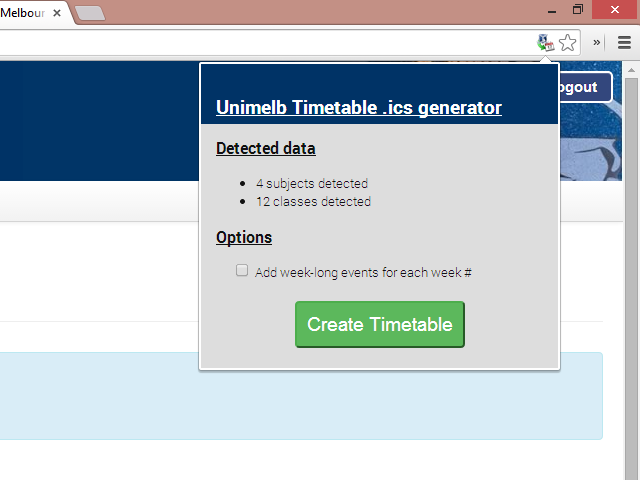 Melbour
»
ogout
Unimelb Timetable .ics generator
Detected data
4 subjects detected
12 classes detected
Options
Add week-long events for each week #
Create Timetable